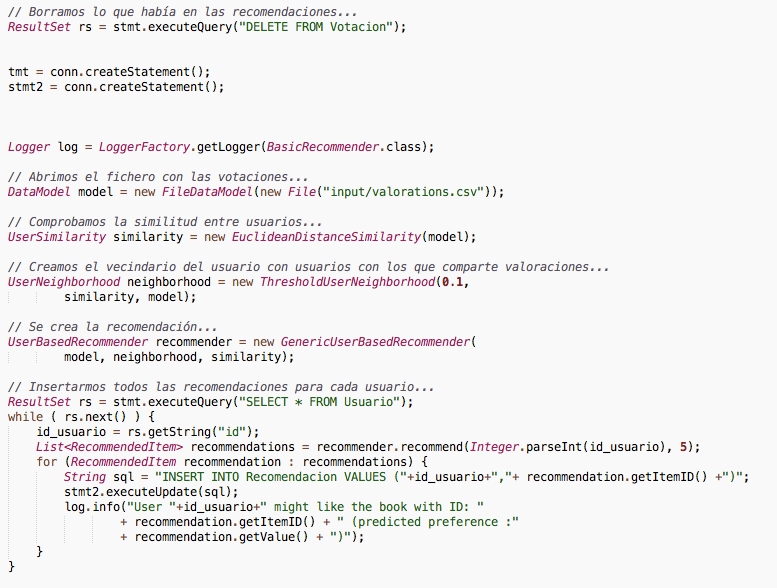 // Borramos lo que había en las recomendaciones...
ResultSet rs = stmt.executeQuery("DELETE FROM Votacion");
tmt = conn.createStatement();
stmt2 = conn.createStatement();
Logger log = LoggerFactory.getLogger(BasicRecommender.class);
// Abrimos el fichero con las votaciones...
DataModel model = new FileDataModel(new File("input/valorations.csv"));
// Comprobamos la similitud entre usuarios...
UserSimilarity similarity = new EuclideanDistanceSimilarity(model);
// Creamos el vecindario del usuario con usuarios con los que comparte valoraciones...
UserNeighborhood neighborhood = new ThresholdUserNeighborhood(0.1,
        similarity, model);
// Se crea la recomendación...
UserBasedRecommender recommender = new GenericUserBasedRecommender(
        model, neighborhood, similarity);
// Insertarmos todos las recomendaciones para cada usuario...
ResultSet rs = stmt.executeQuery("SELECT * FROM Usuario");
while ( rs.next() ) {
    id_usuario = rs.getString("id");
    List<RecommendedItem> recommendations = recommender.recommend(Integer.parseInt(id_usuario), 5);
    for (RecommendedItem recommendation : recommendations) {
        String sql = "INSERT INTO Recomendacion VALUES ("+id_usuario+","+ recommendation.getItemID() +")";
        stmt2.executeUpdate(sql);
        log.info("User "+id_usuario+" might like the book with ID: "
                + recommendation.getItemID() + " (predicted preference :"
                + recommendation.getValue() + ")");
    }
}